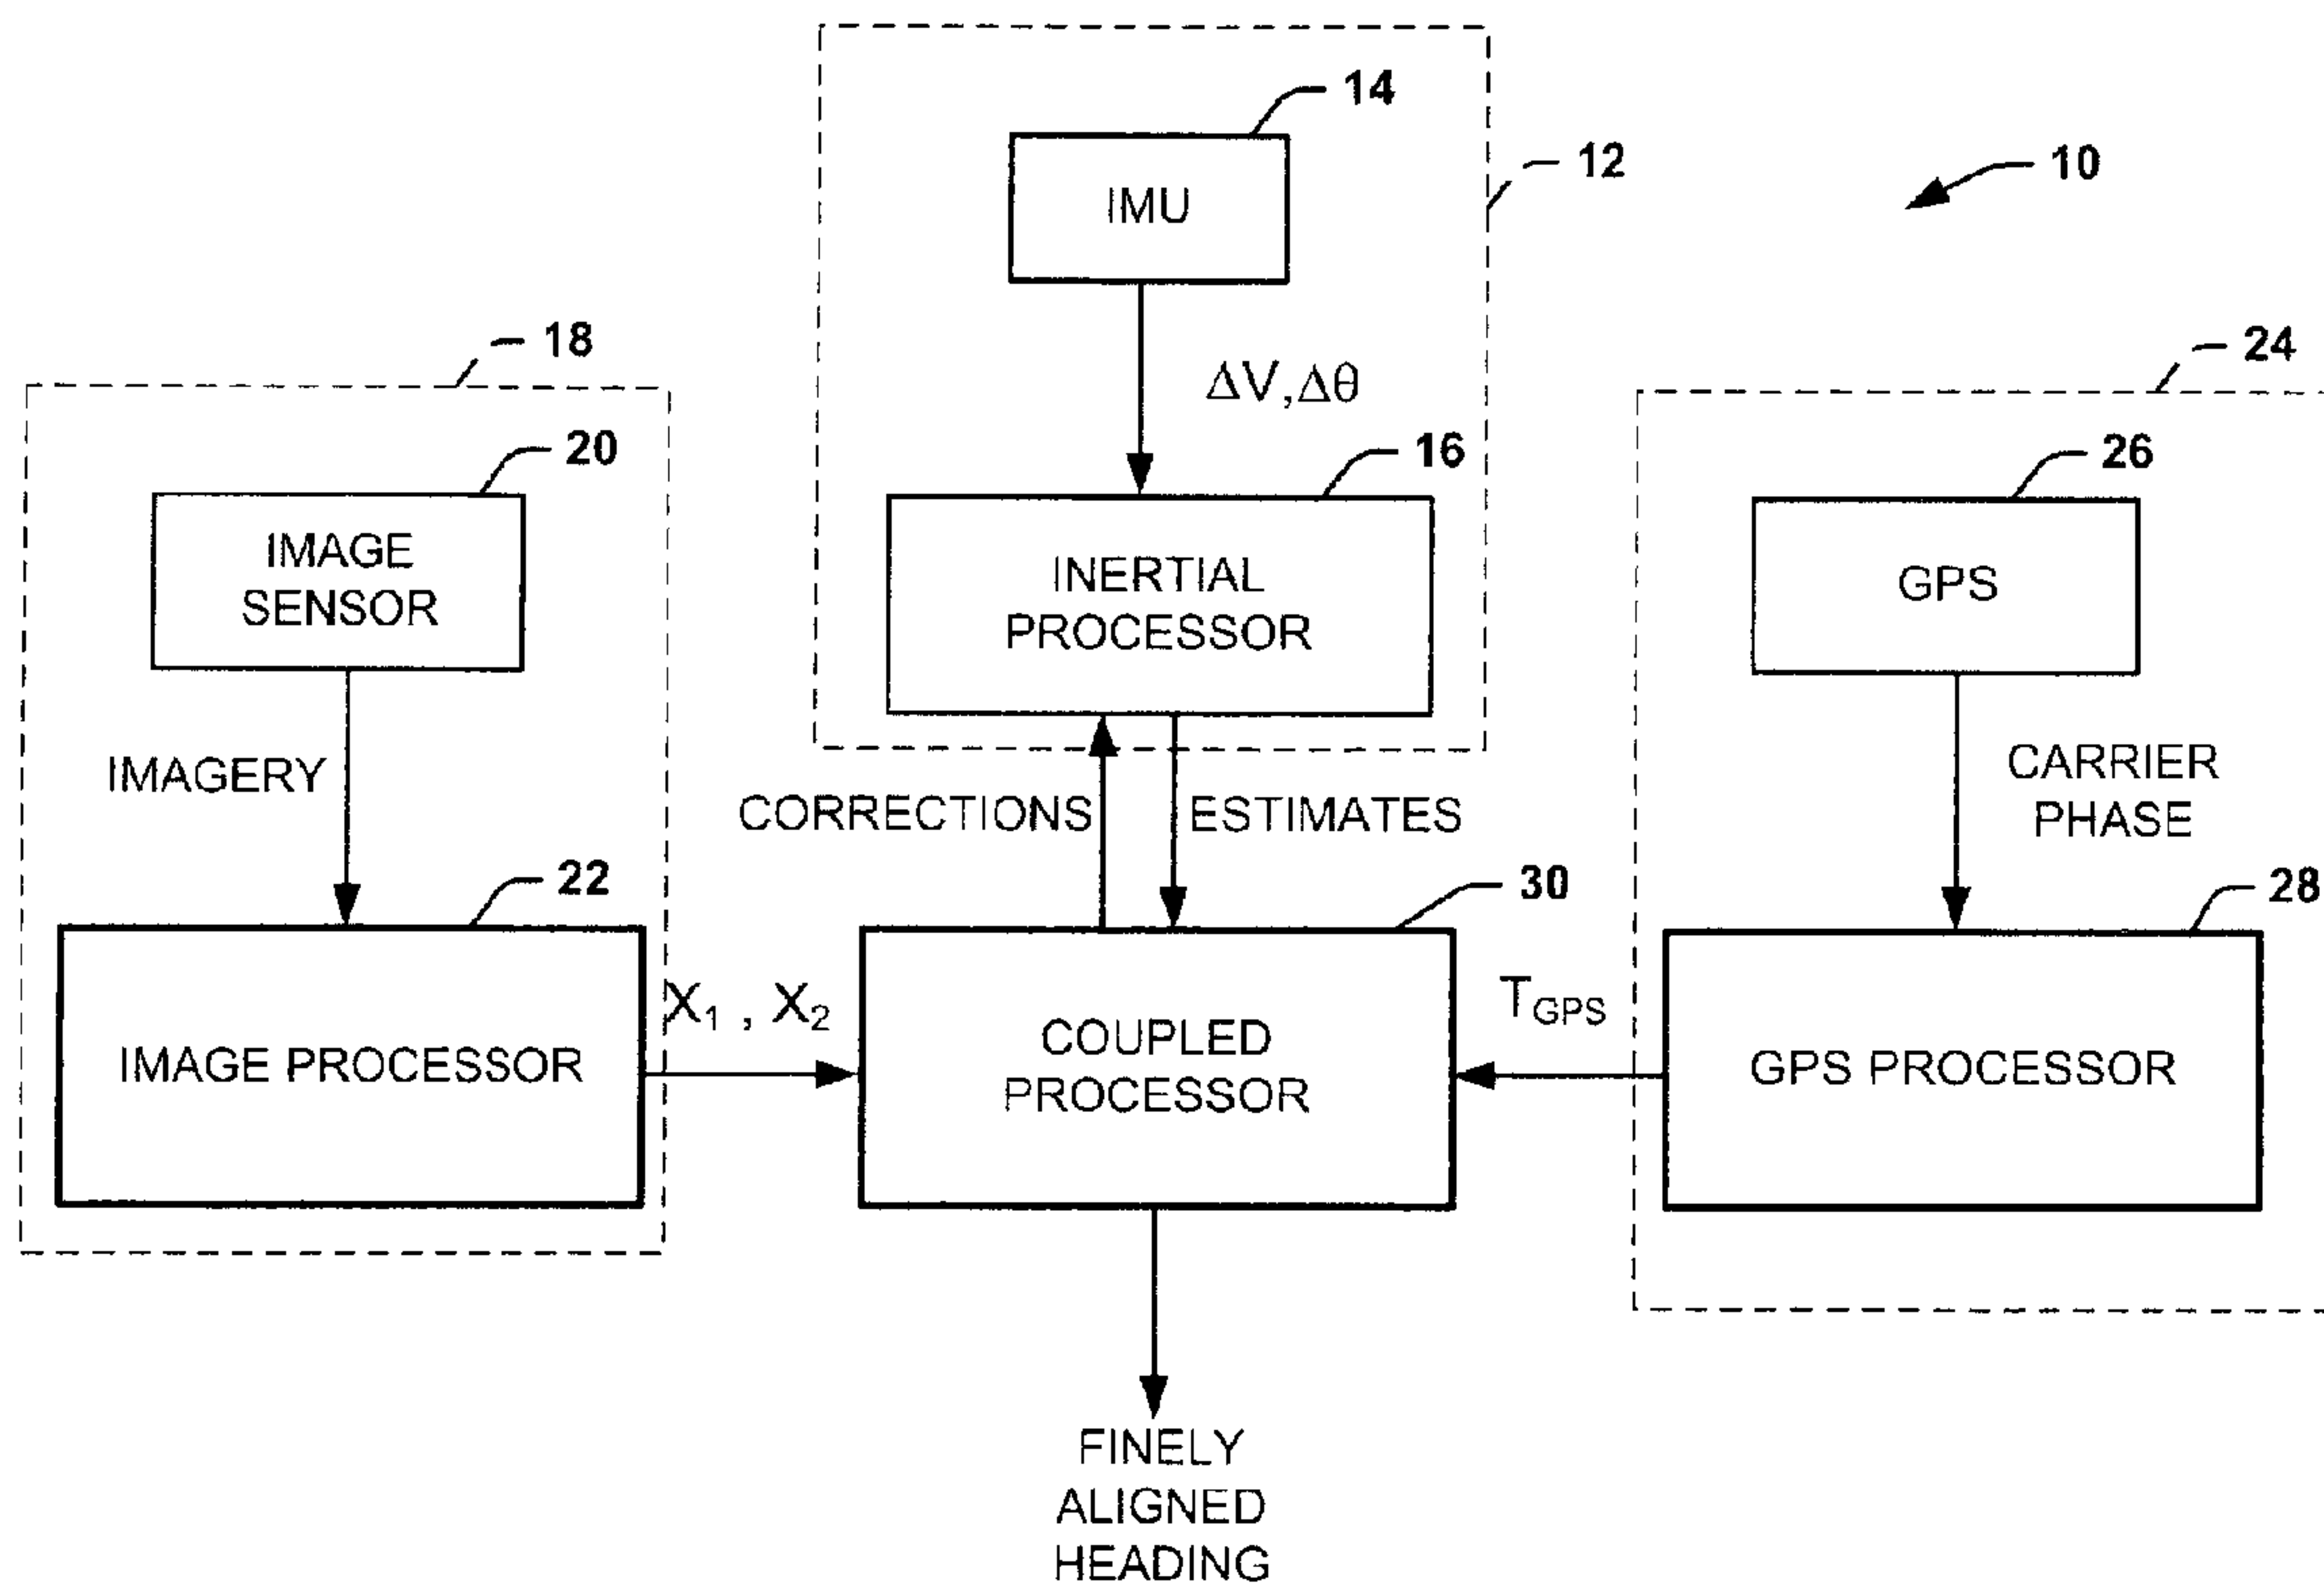 14
12
10
IMU
18
24
ΔV,Δθ
20
16
26
IMAGE
SENSOR
INERTIAL
PROCESSOR
GPS
IMAGERY
CORRECTIONS
ESTIMATES
CARRIER
PHASE
22
30
28
X₁ , X₂
T_GPS
IMAGE PROCESSOR
COUPLED
PROCESSOR
GPS PROCESSOR
FINELY
ALIGNED
HEADING